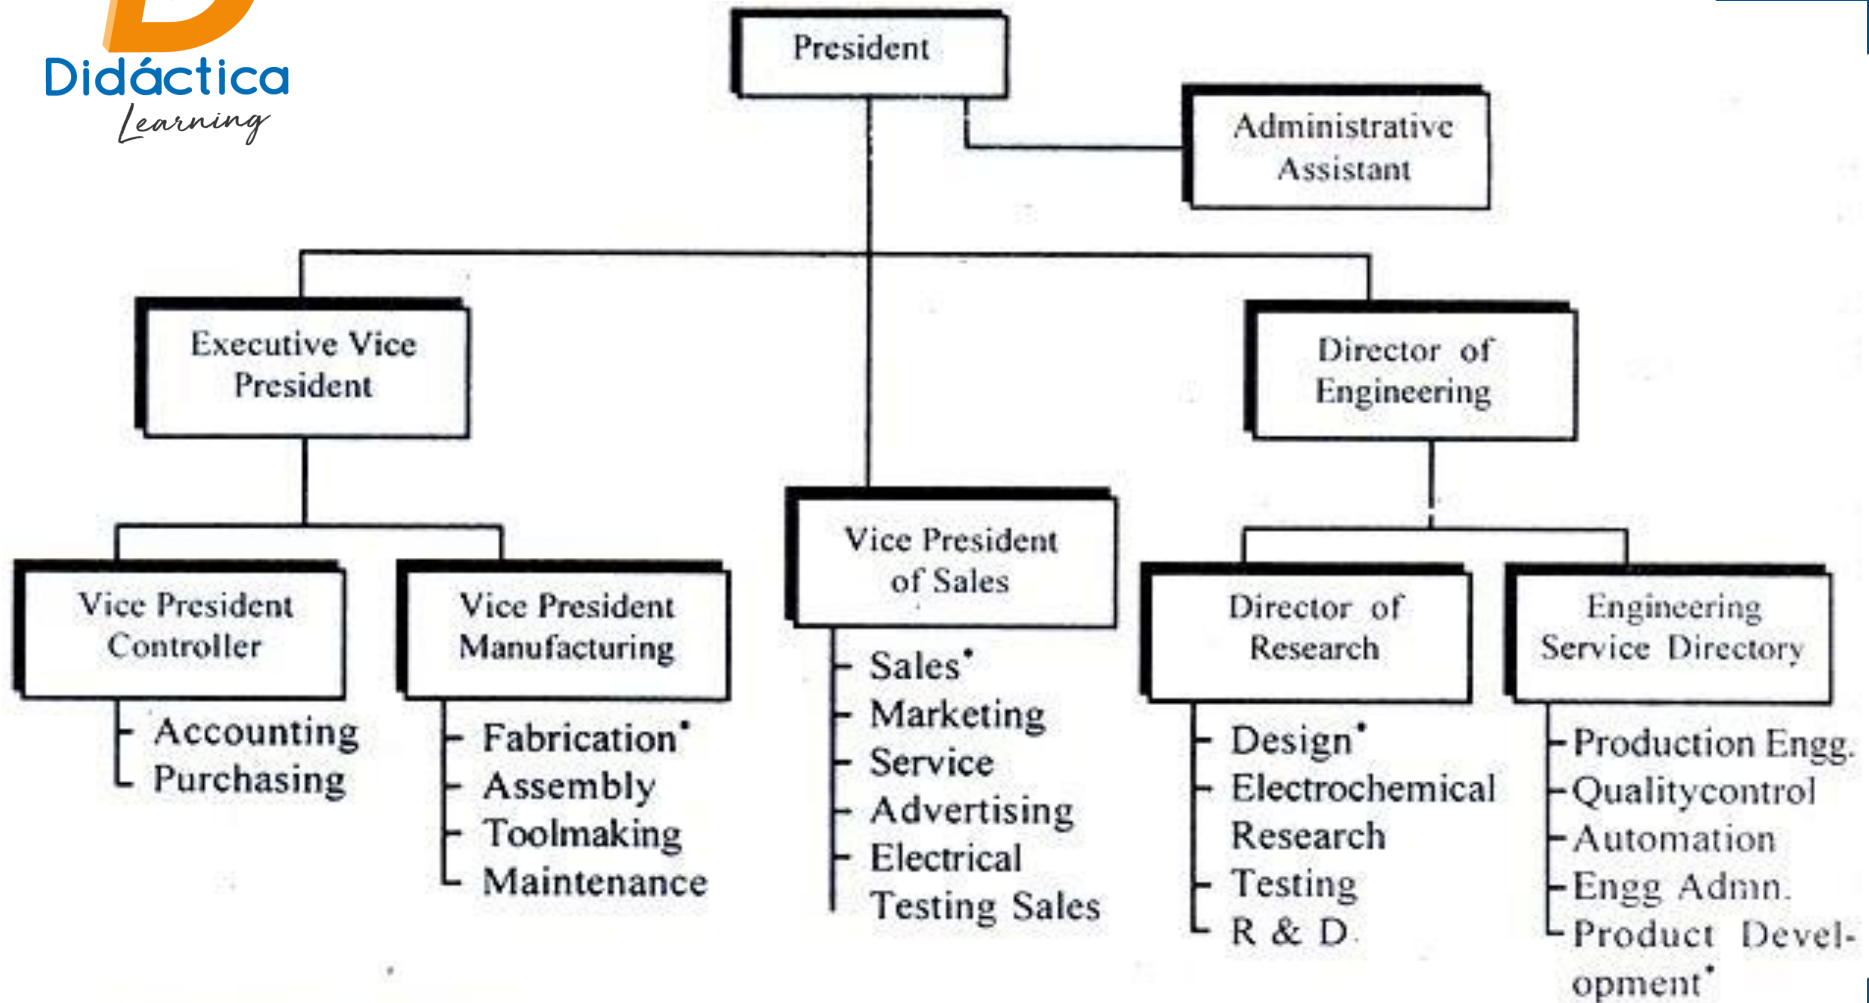 Didáctica
Learning
President
Administrative
Assistant
Executive Vice
President
Director of
Engineering
Vice President
of Sales
Vice President
Controller
Vice President
Manufacturing
Director of
Research
Engineering
Service Directory
Accounting
Purchasing
Fabrication*
Assembly
Toolmaking
Maintenance
Sales*
Marketing
Service
Advertising
Electrical
Testing Sales
Design*
Electrochemical
Research
Testing
R & D.
Production Engg.
Qualitycontrol
Automation
Engg Admn.
Product Devel-
opment*